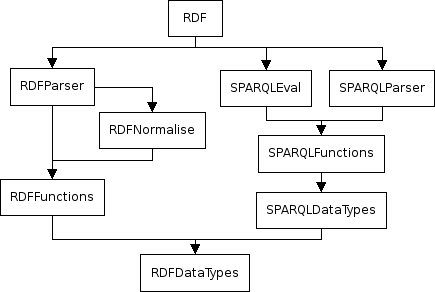 RDF
RDFParser
SPARQLEval
SPARQLParser
RDFNormalise
SPARQLFunctions
RDFFunctions
SPARQLDataTypes
RDFDataTypes